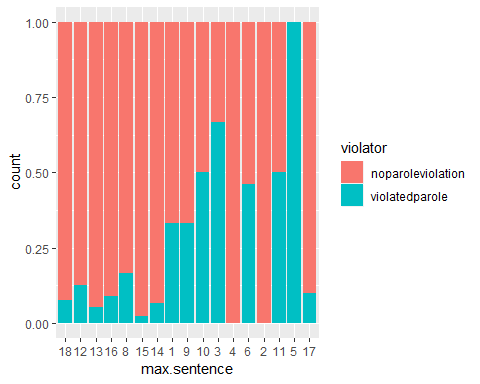 1.00
0.75
0.50
0.25
0.00
count
18 12 13 16 8 15 14 1 9 10 3 4 6 2 11 5 17
max.sentence
violator
noparoleviolation
violatedparole